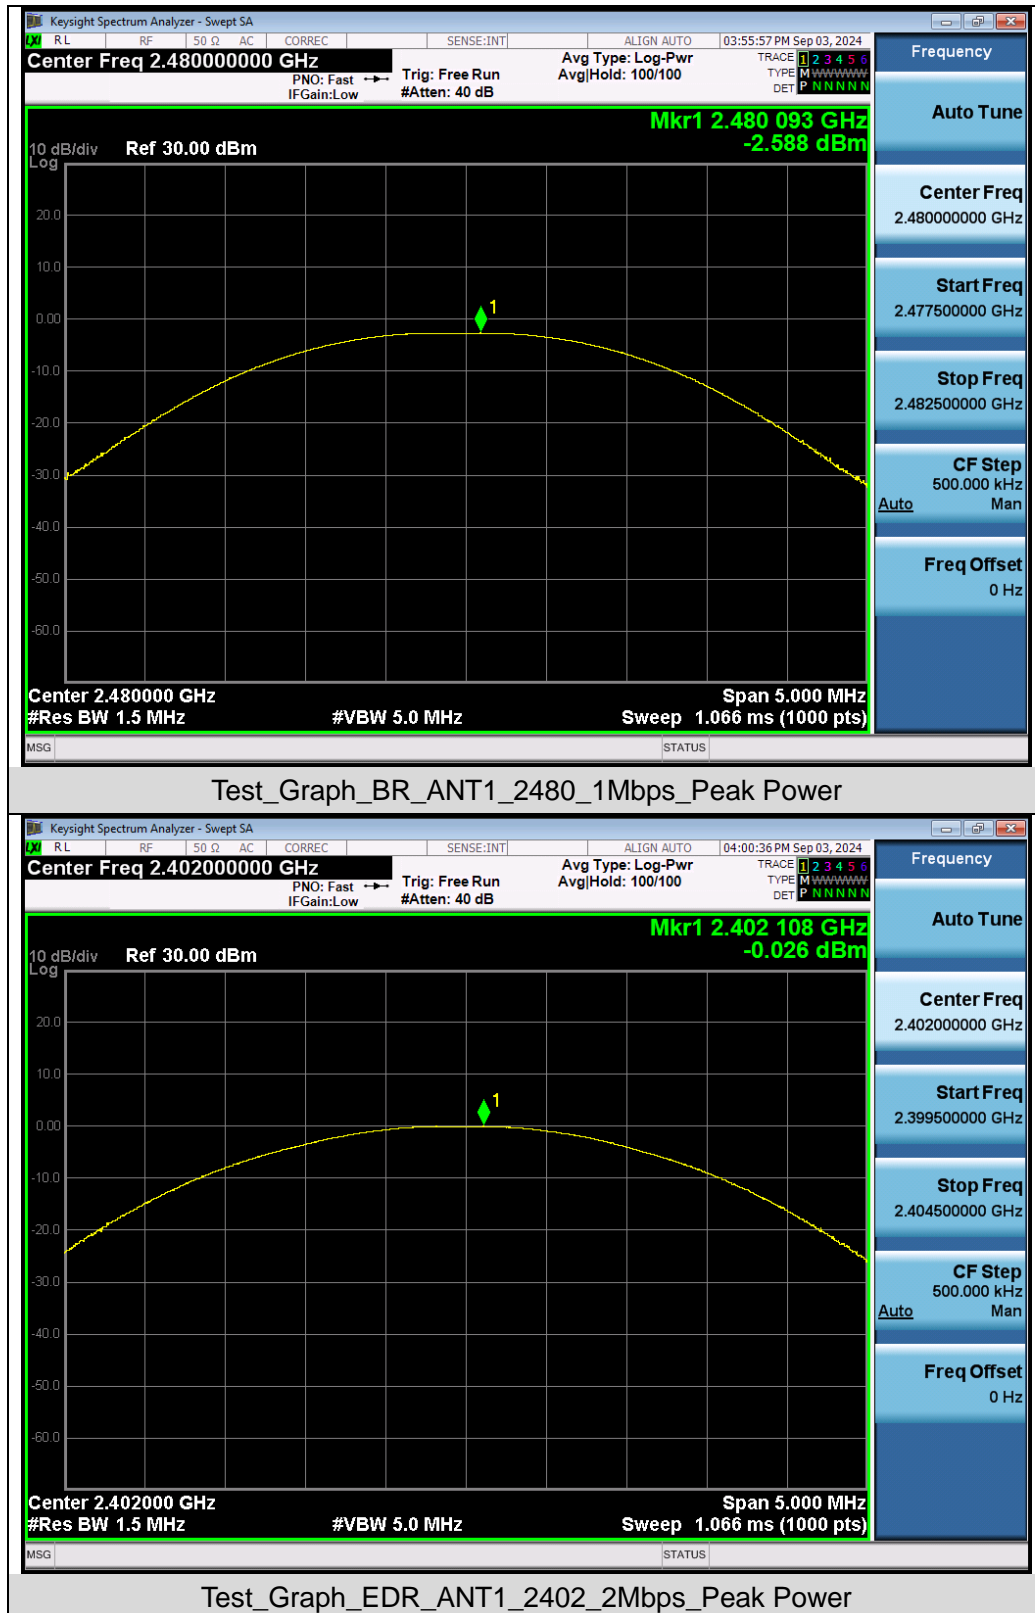 Keysight Spectrum Analyzer - Swept SA
LXI RL RF 50 Ω AC CORREC SENSE:INT ALIGN AUTO 03:55:57 PM Sep 03, 2024
Center Freq 2.480000000 GHz
PNO: Fast
IFGain:Low
Trig: Free Run
#Atten: 40 dB
Avg Type: Log-Pwr
Avg|Hold: 100/100
TRACE 1 2 3 4 5 6
TYPE M WWWWW
DET P N N N N N
Mkr1 2.480 093 GHz
-2.588 dBm
10 dB/div Ref 30.00 dBm
Log
20.0
10.0
0.00
1
-10.0
-20.0
-30.0
-40.0
-50.0
-60.0
Center 2.480000 GHz Span 5.000 MHz
#Res BW 1.5 MHz #VBW 5.0 MHz Sweep 1.066 ms (1000 pts)
MSG STATUS
Frequency
Auto Tune
Center Freq
2.480000000 GHz
Start Freq
2.477500000 GHz
Stop Freq
2.482500000 GHz
CF Step
500.000 kHz
Auto Man
Freq Offset
0 Hz
Test_Graph_BR_ANT1_2480_1Mbps_Peak Power
Keysight Spectrum Analyzer - Swept SA
LXI RL RF 50 Ω AC CORREC SENSE:INT ALIGN AUTO 04:00:36 PM Sep 03, 2024
Center Freq 2.402000000 GHz
PNO: Fast
IFGain:Low
Trig: Free Run
#Atten: 40 dB
Avg Type: Log-Pwr
Avg|Hold: 100/100
TRACE 1 2 3 4 5 6
TYPE M WWWWW
DET P N N N N N
Mkr1 2.402 108 GHz
-0.026 dBm
10 dB/div Ref 30.00 dBm
Log
20.0
10.0
0.00
1
-10.0
-20.0
-30.0
-40.0
-50.0
-60.0
Center 2.402000 GHz Span 5.000 MHz
#Res BW 1.5 MHz #VBW 5.0 MHz Sweep 1.066 ms (1000 pts)
MSG STATUS
Frequency
Auto Tune
Center Freq
2.402000000 GHz
Start Freq
2.399500000 GHz
Stop Freq
2.404500000 GHz
CF Step
500.000 kHz
Auto Man
Freq Offset
0 Hz
Test_Graph_EDR_ANT1_2402_2Mbps_Peak Power